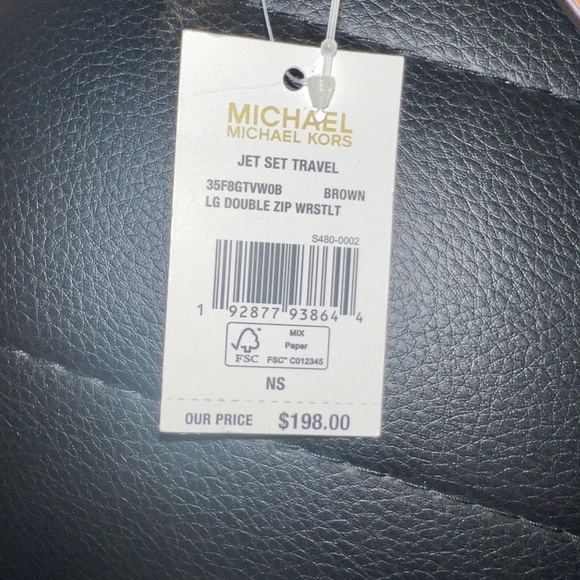 MICHAEL
MICHAEL KORS
JET SET TRAVEL
35F8GTVW0B BROWN
LG DOUBLE ZIP WRSTLT
S480-0002
1 92877 93864 4
FSC™
MIX
Paper
FSC® C012345
NS
OUR PRICE $198.00